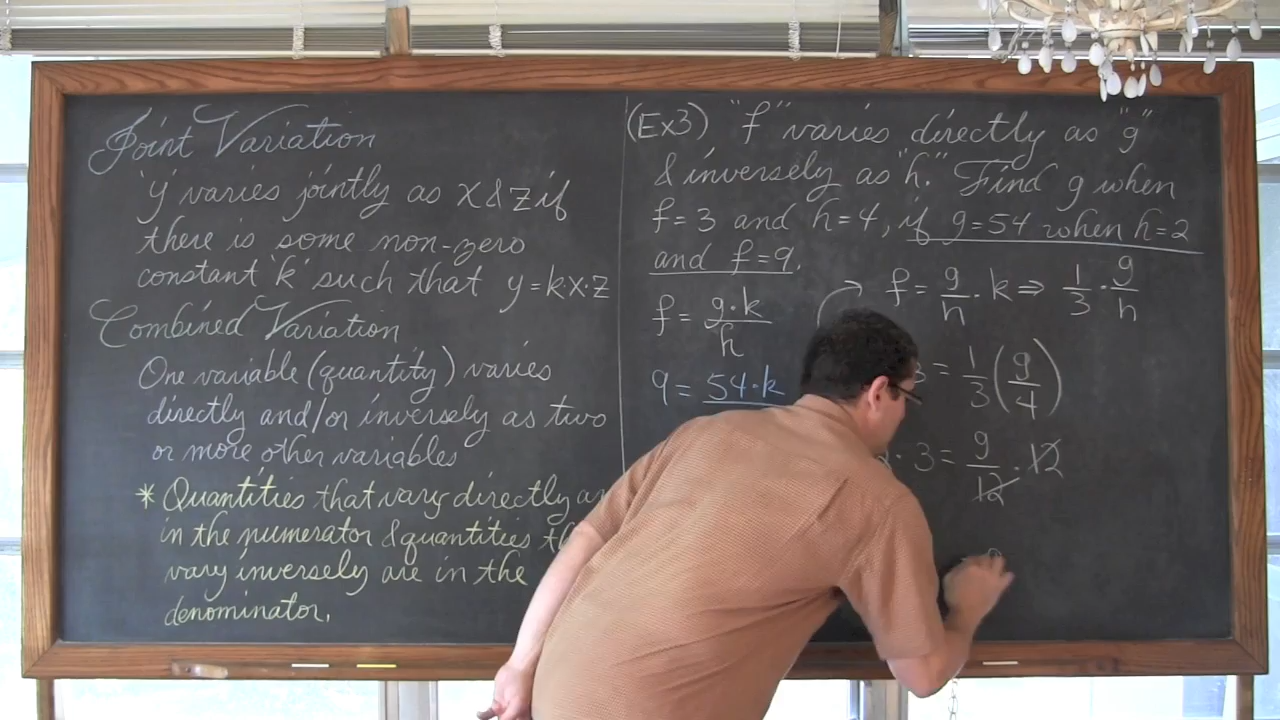 Joint Variation
"y" varies jointly as x & z if
there is some non-zero
constant "k" such that y = kx·z
Combined Variation
One variable (quantity) varies
directly and/or inversely as two
or more other variables
* Quantities that vary directly
in the numerator & quantities
vary inversely are in the
denominator.
(Ex3) "f" varies directly as "g"
& inversely as "h." Find g when
f = 3 and h = 4, if g = 54 when h = 2
and f = 9.
f = g·k / h
9 = 54·k
f = g/h · k ⇒ 1/3 · g/h
3 = 1/3 (g/4)
· 3 = g/12 · 12